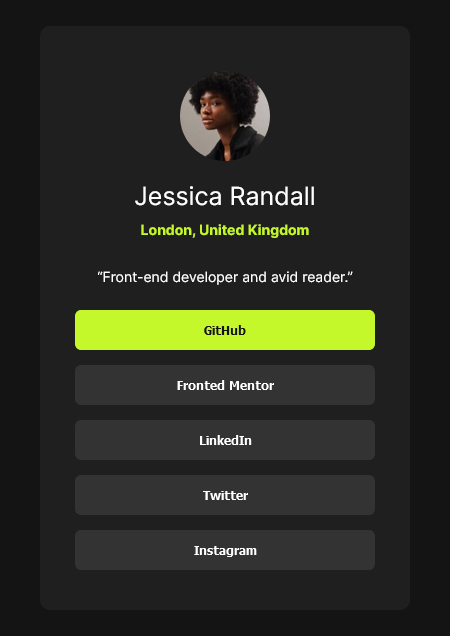 Jessica Randall
London, United Kingdom
“Front-end developer and avid reader.”
GitHub
Fronted Mentor
LinkedIn
Twitter
Instagram